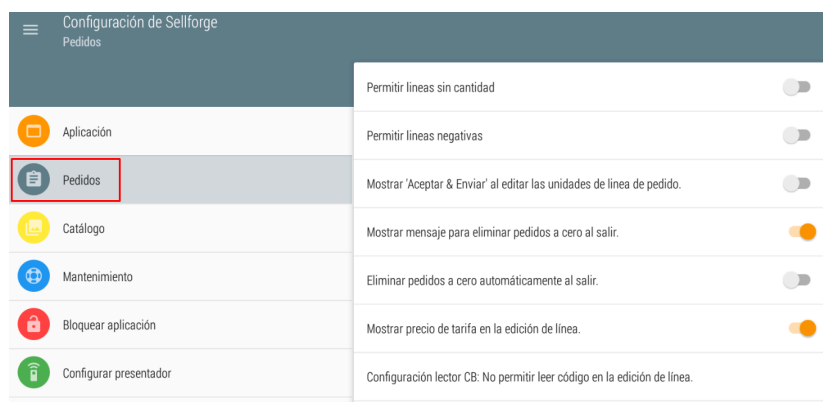 Configuración de Sellforge
Pedidos
Aplicación
Pedidos
Catálogo
Mantenimiento
Bloquear aplicación
Configurar presentador
Permitir lineas sin cantidad
Permitir lineas negativas
Mostrar 'Aceptar & Enviar' al editar las unidades de linea de pedido.
Mostrar mensaje para eliminar pedidos a cero al salir.
Eliminar pedidos a cero automáticamente al salir.
Mostrar precio de tarifa en la edición de línea.
Configuración lector CB: No permitir leer código en la edición de línea.